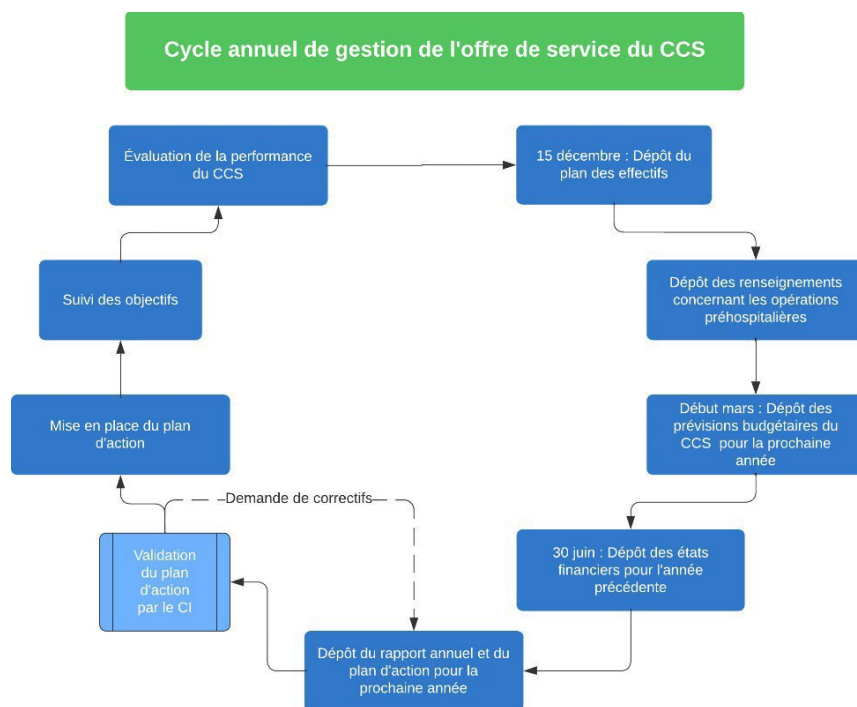 Cycle annuel de gestion de l'offre de service du CCS
Évaluation de la performance
du CCS
15 décembre : Dépôt du
plan des effectifs
Dépôt des renseignements
concernant les opérations
préhospitalières
Début mars : Dépôt des
prévisions budgétaires du
CCS pour la prochaine
année
30 juin : Dépôt des états
financiers pour l'année
précédente
Dépôt du rapport annuel et du
plan d'action pour la
prochaine année
Demande de correctifs
Validation
du plan
d'action
par le CI
Mise en place du plan
d'action
Suivi des objectifs